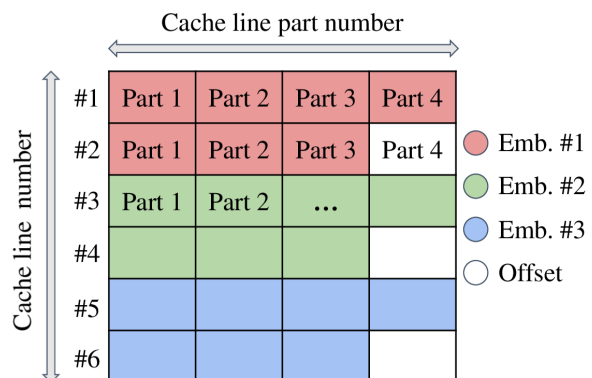 Cache line part number
Cache line number
#1 Part 1 Part 2 Part 3 Part 4
#2 Part 1 Part 2 Part 3 Part 4
#3 Part 1 Part 2 ...
#4
#5
#6
Emb. #1
Emb. #2
Emb. #3
Offset